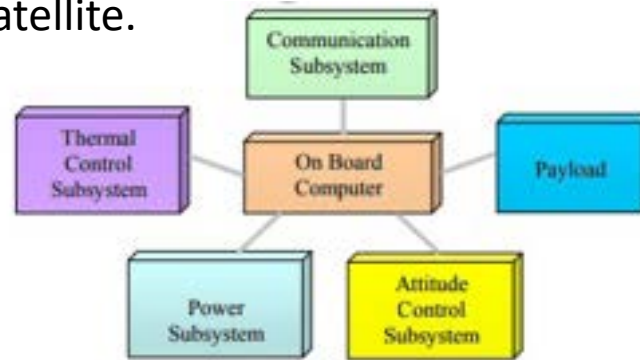 atellite.
Communication
Subsystem
Thermal
Control
Subsystem
On Board
Computer
Payload
Power
Subsystem
Attitude
Control
Subsystem